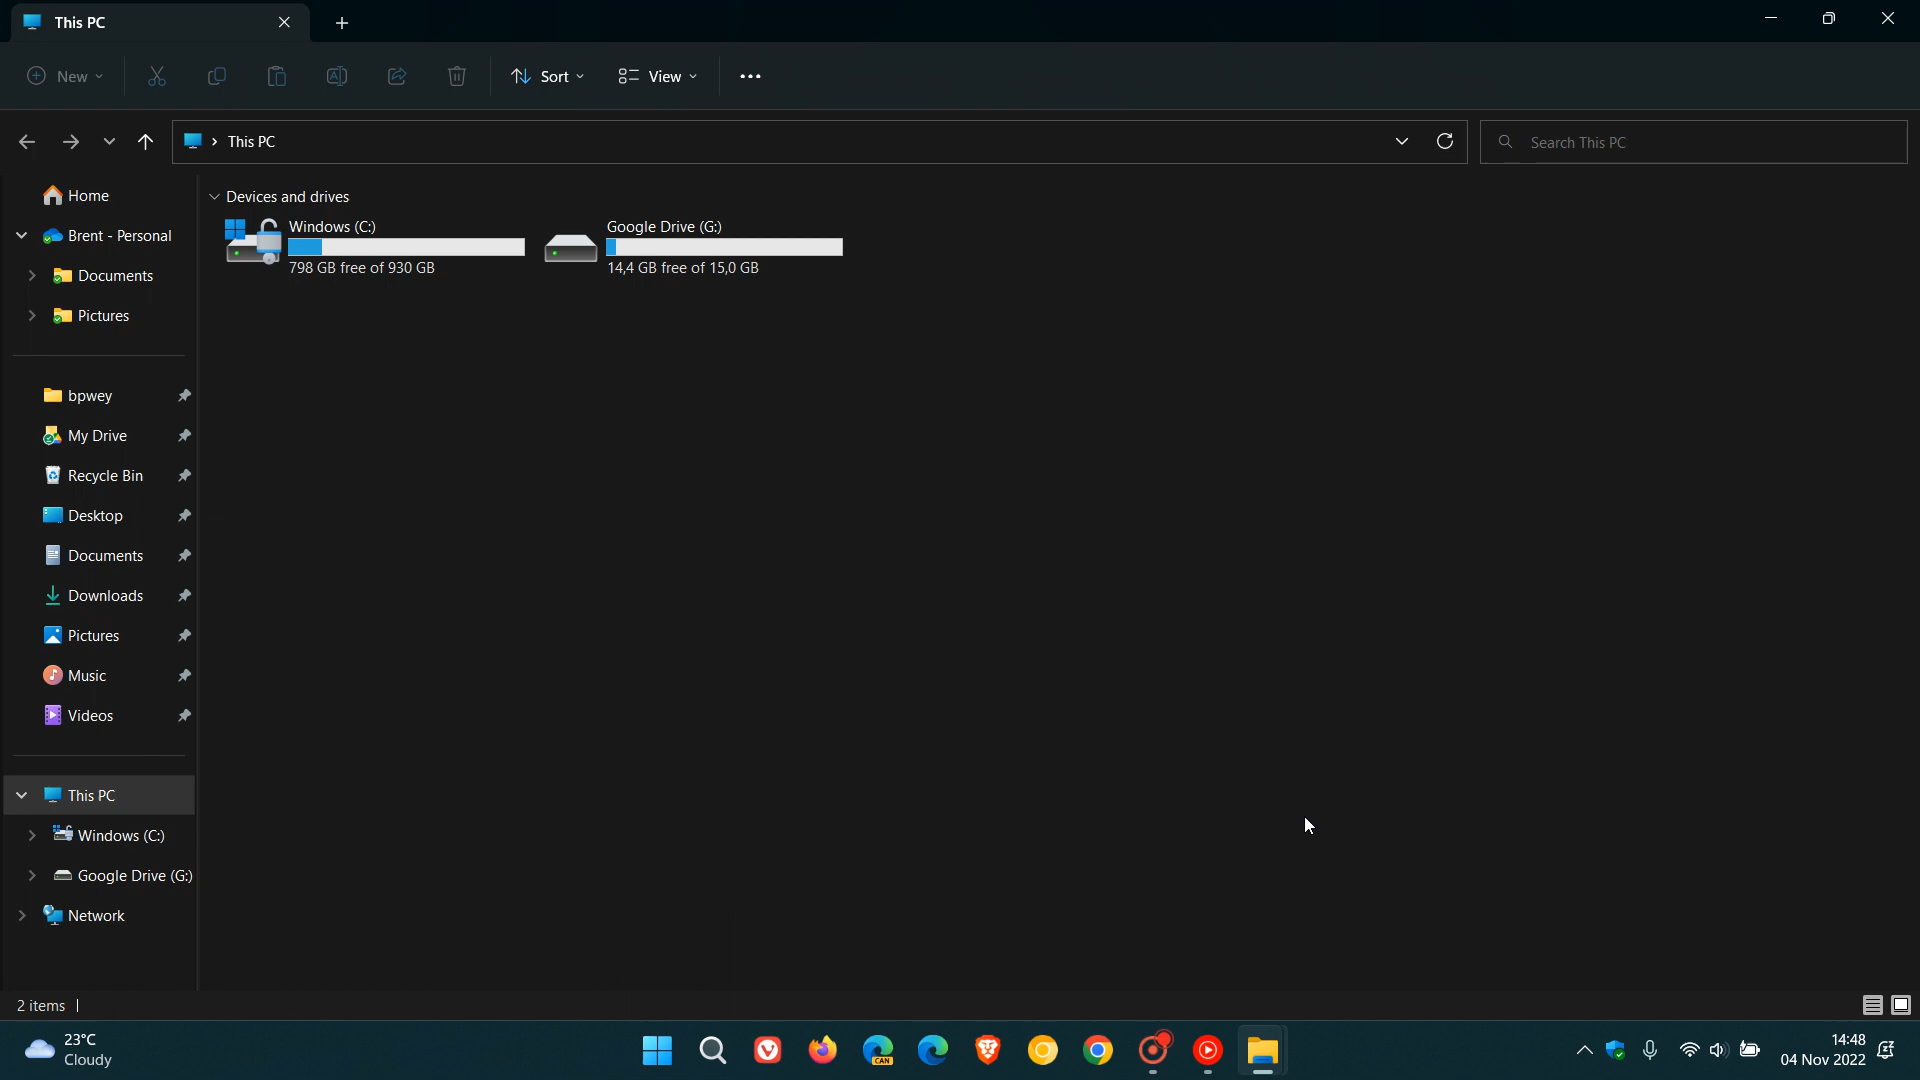 This PC
New
Sort
View
This PC
Search This PC
Home
Brent - Personal
Documents
Pictures
bpwey
My Drive
Recycle Bin
Desktop
Documents
Downloads
Pictures
Music
Videos
This PC
Windows (C:)
Google Drive (G:)
Network
Devices and drives
Windows (C:)
798 GB free of 930 GB
Google Drive (G:)
14,4 GB free of 15,0 GB
2 items
23°C
Cloudy
CAN
14:48
04 Nov 2022